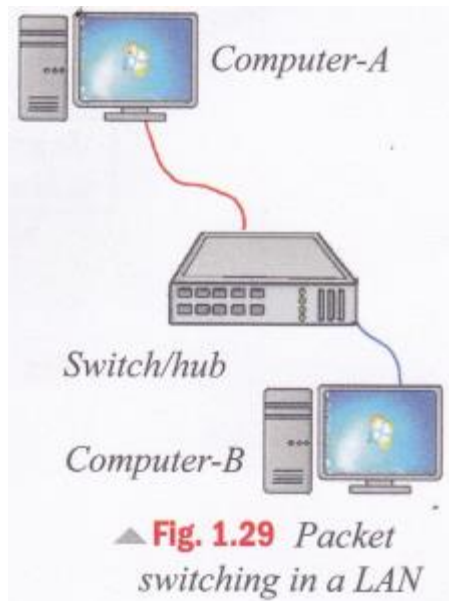 Computer-A
Switch/hub
Computer-B
▲ Fig. 1.29 Packet
switching in a LAN